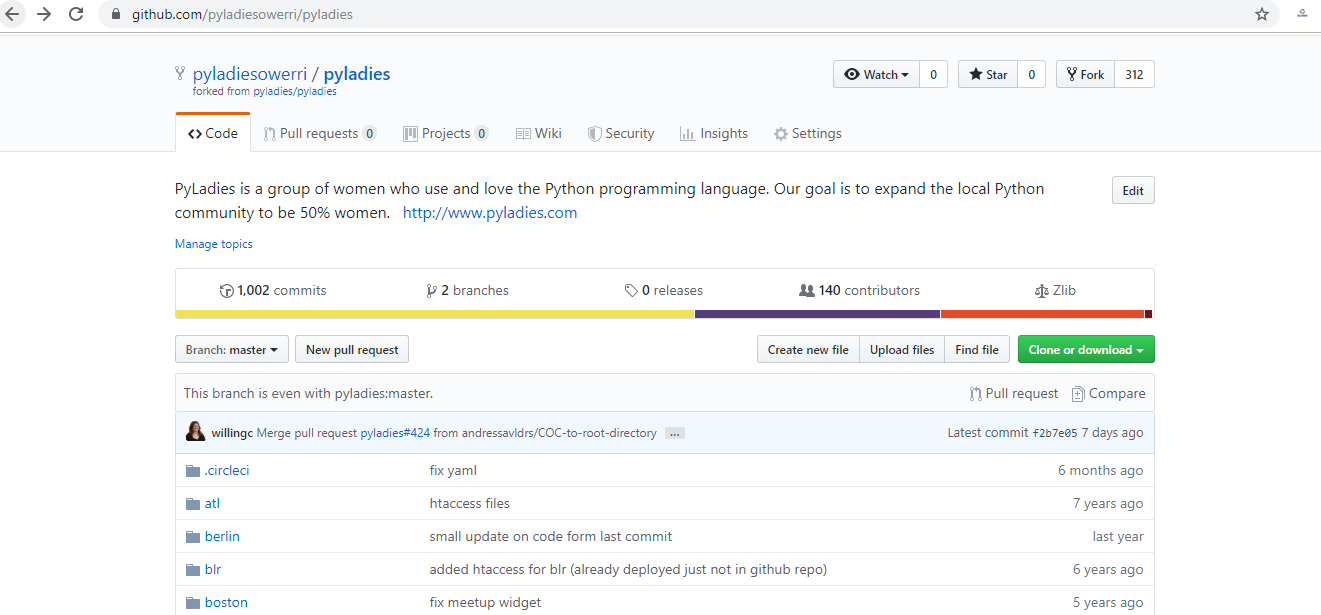 github.com/pyladiesowerri/pyladies
pyladiesowerri / pyladies
forked from pyladies/pyladies
Watch 0 Star 0 Fork 312
Code Pull requests 0 Projects 0 Wiki Security Insights Settings
PyLadies is a group of women who use and love the Python programming language. Our goal is to expand the local Python
community to be 50% women. http://www.pyladies.com
Edit
Manage topics
1,002 commits 2 branches 0 releases 140 contributors Zlib
Branch: master New pull request Create new file Upload files Find file Clone or download
This branch is even with pyladies:master. Pull request Compare
willingc Merge pull request pyladies#424 from andressavldrs/COC-to-root-directory ... Latest commit f2b7e05 7 days ago
.circleci fix yaml 6 months ago
atl htaccess files 7 years ago
berlin small update on code form last commit last year
blr added htaccess for blr (already deployed just not in github repo) 6 years ago
boston fix meetup widget 5 years ago